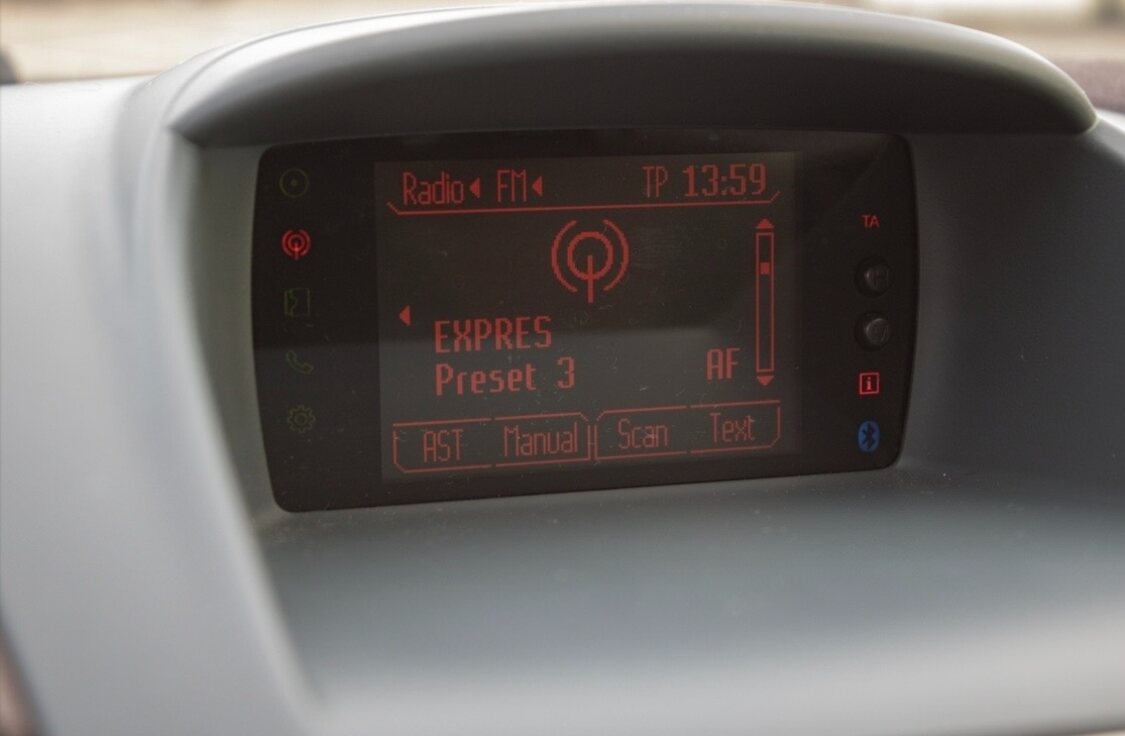 Radio FM TP 13:59
TA
EXPRES
Preset 3 AF
i
AST Manual Scan Text